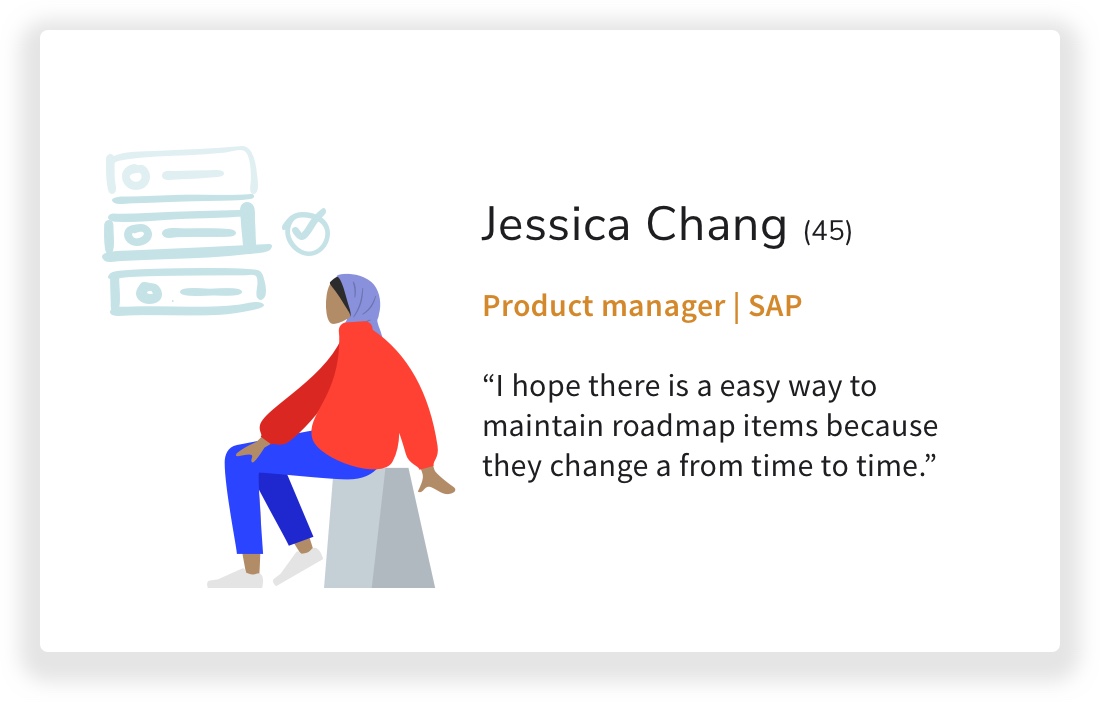 Jessica Chang (45)
Product manager | SAP
“I hope there is a easy way to
maintain roadmap items because
they change a from time to time.”